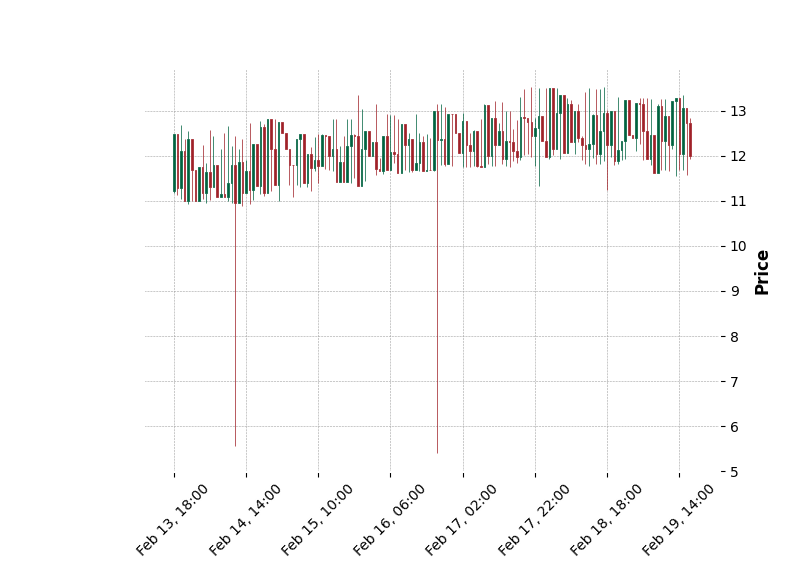 13
12
11
10
9
8
7
6
5
Price
Feb 13, 18:00
Feb 14, 14:00
Feb 15, 10:00
Feb 16, 06:00
Feb 17, 02:00
Feb 17, 22:00
Feb 18, 18:00
Feb 19, 14:00